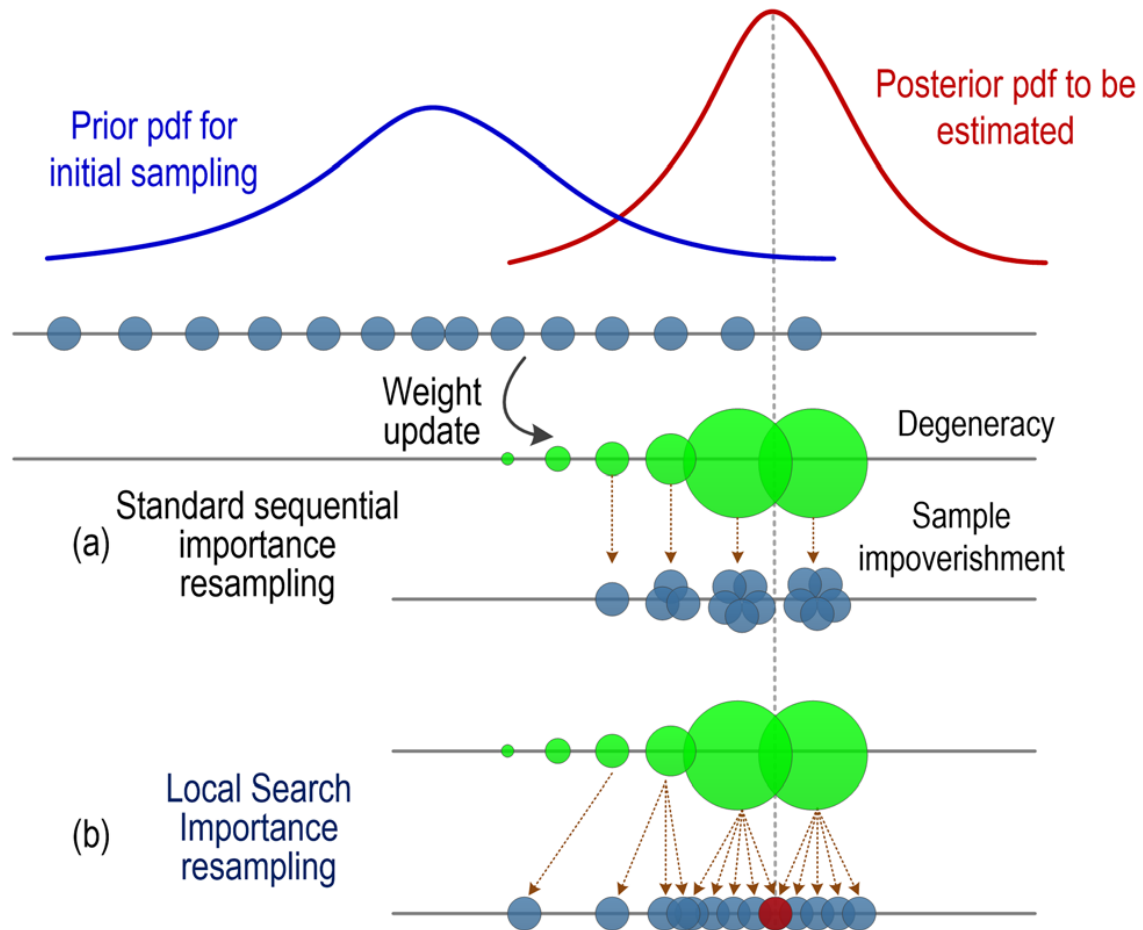 Prior pdf for
initial sampling
Posterior pdf to be
estimated
Weight
update
Degeneracy
(a)
Standard sequential
importance
resampling
Sample
impoverishment
(b)
Local Search
Importance
resampling